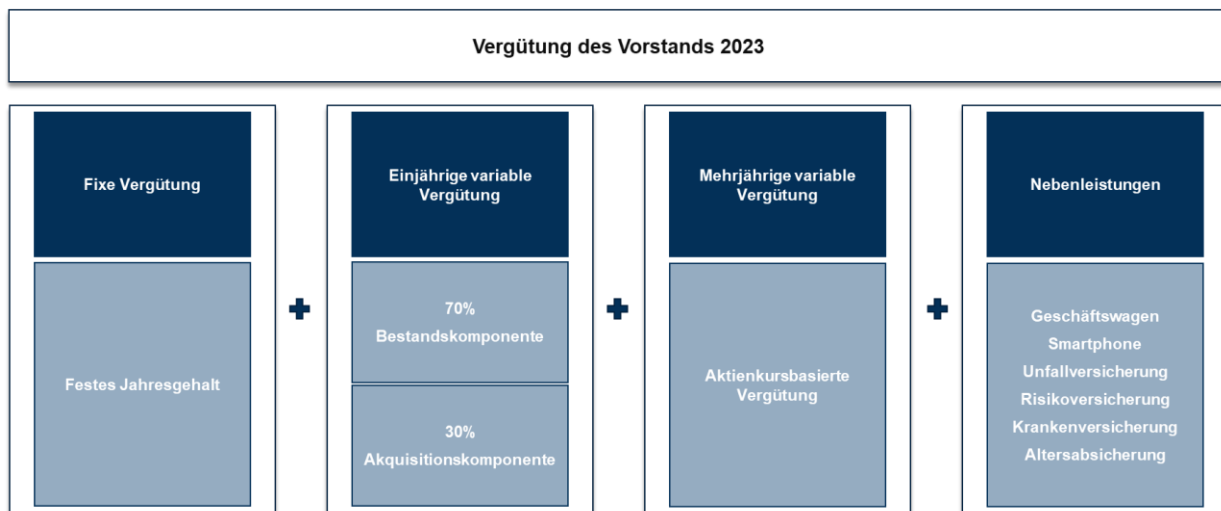 Vergütung des Vorstands 2023
Fixe Vergütung
Festes Jahresgehalt
Einjährige variable
Vergütung
70%
Bestandskomponente
30%
Akquisitionskomponente
Mehrjährige variable
Vergütung
Aktienkursbasierte
Vergütung
Nebenleistungen
Geschäftswagen
Smartphone
Unfallversicherung
Risikoversicherung
Krankenversicherung
Altersabsicherung